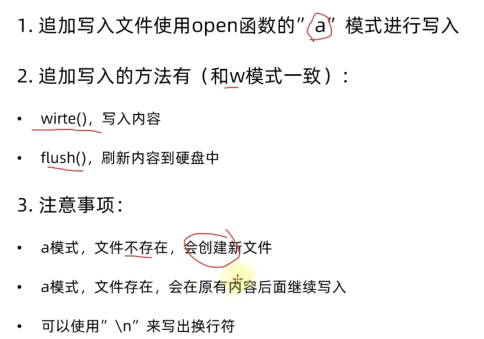 1. 追加写入文件使用open函数的”a”模式进行写入
2. 追加写入的方法有（和w模式一致）：
• wirte()，写入内容
• flush()，刷新内容到硬盘中
3. 注意事项：
• a模式，文件不存在，会创建新文件
• a模式，文件存在，会在原有内容后面继续写入
• 可以使用”\n”来写出换行符